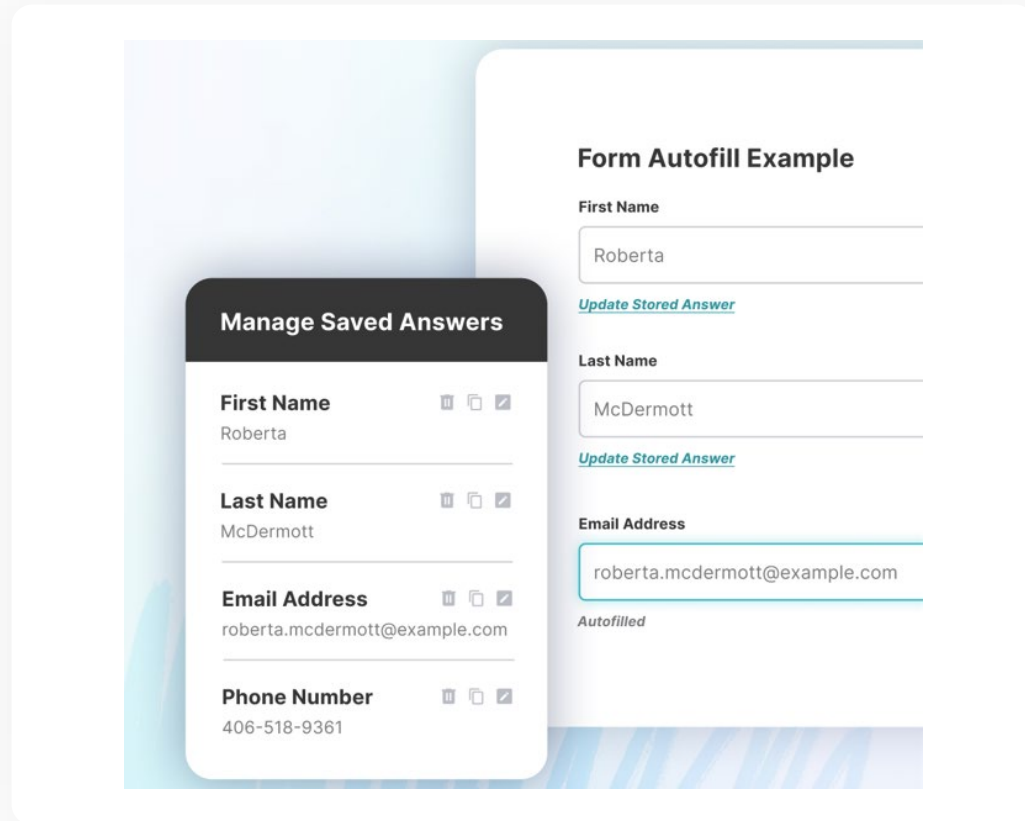 Form Autofill Example
First Name
Roberta
Update Stored Answer
Last Name
McDermott
Update Stored Answer
Email Address
roberta.mcdermott@example.com
Autofilled
Manage Saved Answers
First Name
Roberta
Last Name
McDermott
Email Address
roberta.mcdermott@example.com
Phone Number
406-518-9361